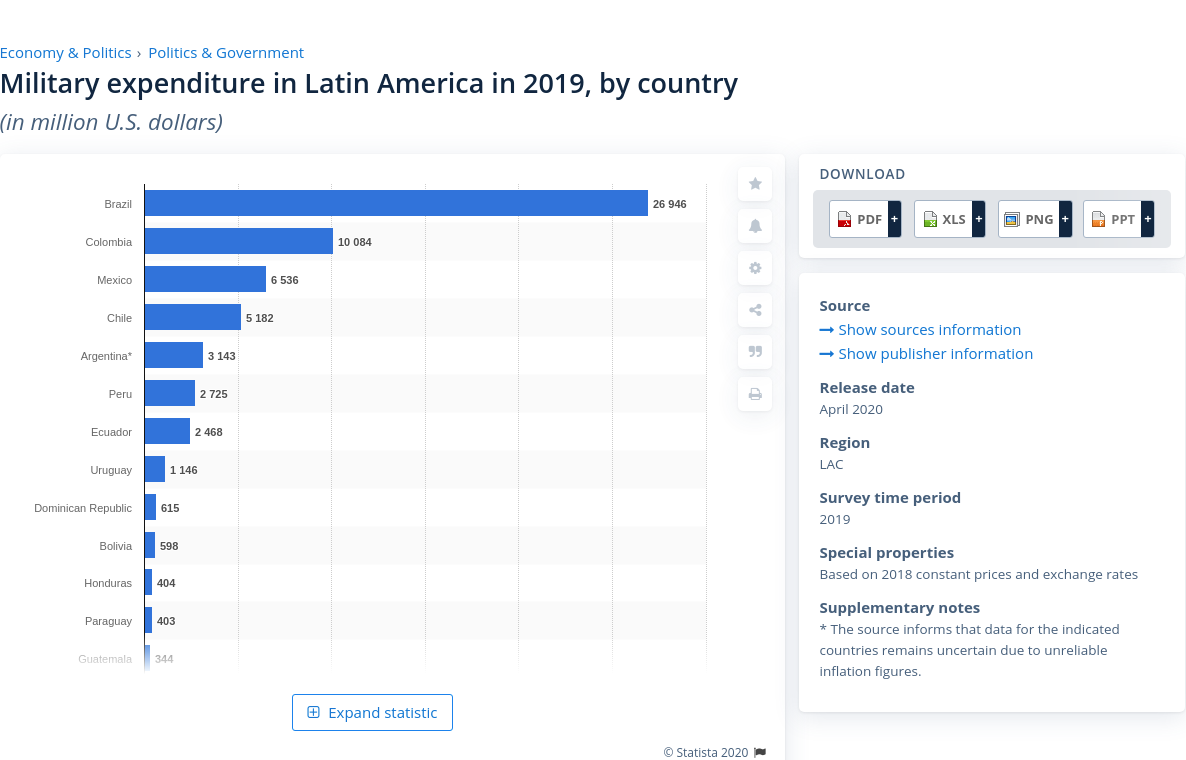 Economy & Politics › Politics & Government
Military expenditure in Latin America in 2019, by country
(in million U.S. dollars)
Brazil 26 946
Colombia 10 084
Mexico 6 536
Chile 5 182
Argentina* 3 143
Peru 2 725
Ecuador 2 468
Uruguay 1 146
Dominican Republic 615
Bolivia 598
Honduras 404
Paraguay 403
Guatemala 344
Expand statistic
© Statista 2020
DOWNLOAD
PDF + XLS + PNG + PPT +
Source
Show sources information
Show publisher information
Release date
April 2020
Region
LAC
Survey time period
2019
Special properties
Based on 2018 constant prices and exchange rates
Supplementary notes
* The source informs that data for the indicated
countries remains uncertain due to unreliable
inflation figures.